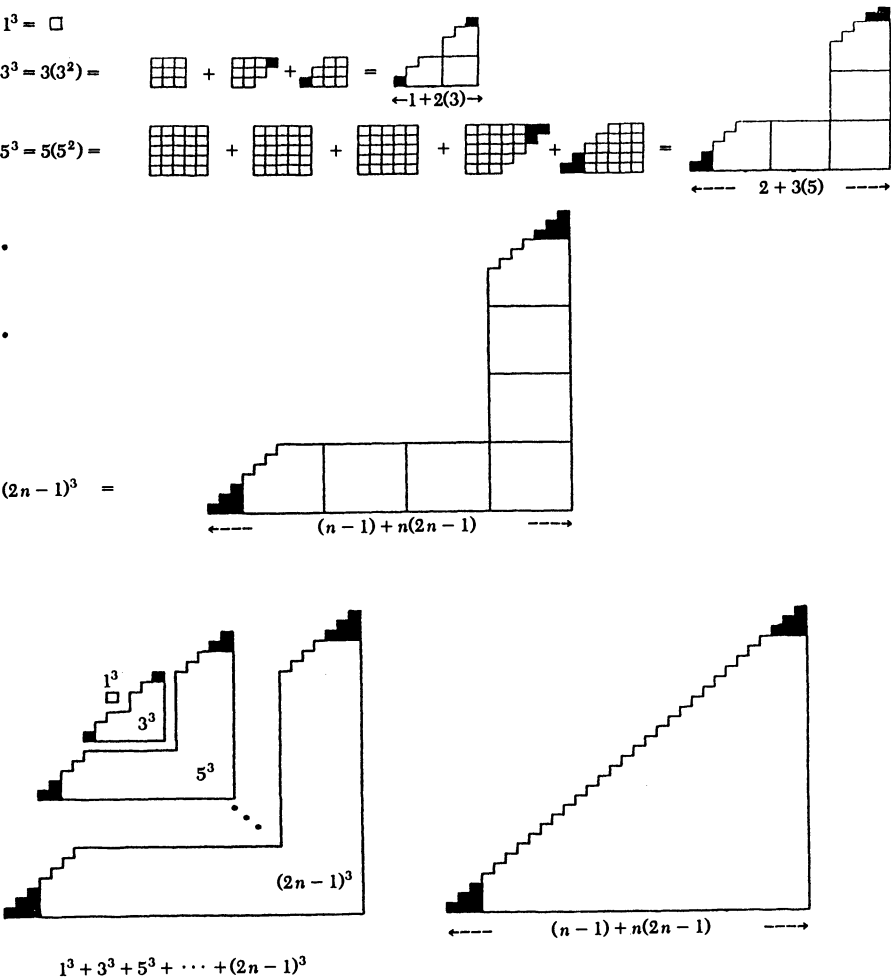 1³ = □
3³ = 3(3²) = + + =
←1+2(3)→
5³ = 5(5²) = + + + + =
←---- 2 + 3(5) ----→
(2n − 1)³ =
←---- (n − 1) + n(2n − 1) ----→
1³
3³
5³
(2n − 1)³
←---- (n − 1) + n(2n − 1) ----→
1³ + 3³ + 5³ + ··· + (2n − 1)³